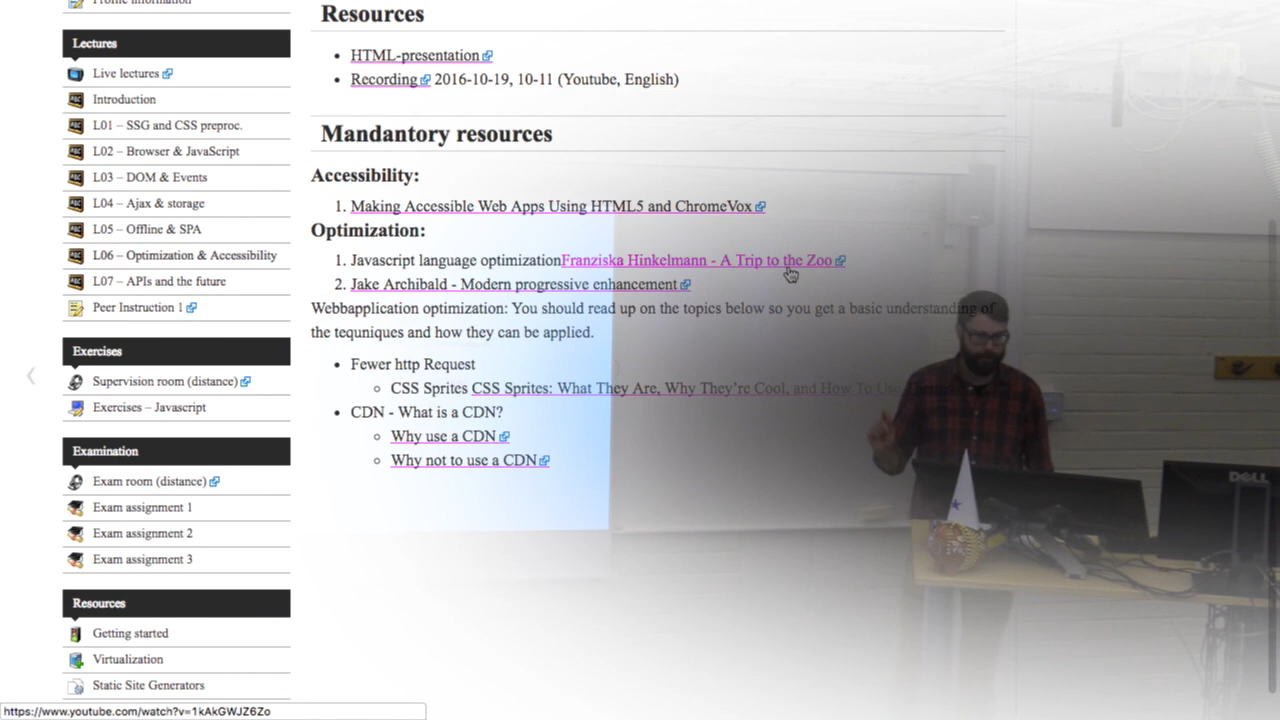 Profile information
Lectures
Live lectures
Introduction
L01 – SSG and CSS preproc.
L02 – Browser & JavaScript
L03 – DOM & Events
L04 – Ajax & storage
L05 – Offline & SPA
L06 – Optimization & Accessibility
L07 – APIs and the future
Peer Instruction 1
Exercises
Supervision room (distance)
Exercises – Javascript
Examination
Exam room (distance)
Exam assignment 1
Exam assignment 2
Exam assignment 3
Resources
Getting started
Virtualization
Static Site Generators
https://www.youtube.com/watch?v=1kAkGWJZ6Zo
Resources
HTML-presentation
Recording 2016-10-19, 10-11 (Youtube, English)
Mandantory resources
Accessibility:
1. Making Accessible Web Apps Using HTML5 and ChromeVox
Optimization:
1. Javascript language optimizationFranziska Hinkelmann - A Trip to the Zoo
2. Jake Archibald - Modern progressive enhancement
Webbapplication optimization: You should read up on the topics below so you get a basic understanding of
the tequniques and how they can be applied.
Fewer http Request
CSS Sprites CSS Sprites: What They Are, Why They're Cool, and How To Use
CDN - What is a CDN?
Why use a CDN
Why not to use a CDN
DELL